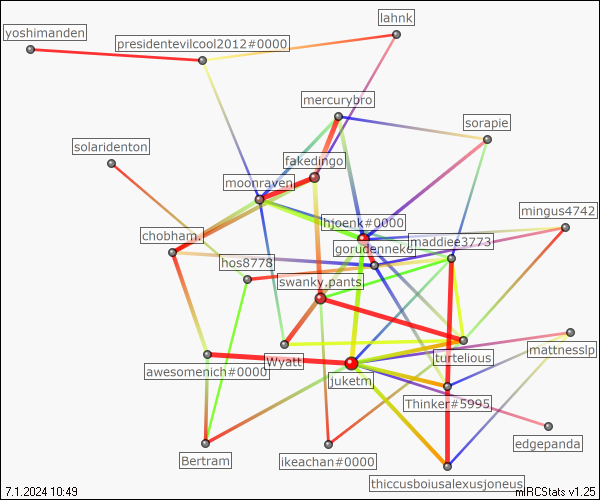 lahnk
yoshimanden
presidentevilcool2012#0000
mercurybro
sorapie
solaridenton
fakedingo
moonraven
mingus4742
hjoenk#0000
chobham.
maddiee3773
gorudenneko
hos8778
swanky.pants
mattnesslp
turtelious
Wyatt
awesomenich#0000
juketm
Thinker#5995
edgepanda
Bertram
ikeachan#0000
thiccusboiusalexusjoneus
7.1.2024 10:49
mIRCStats v1.25